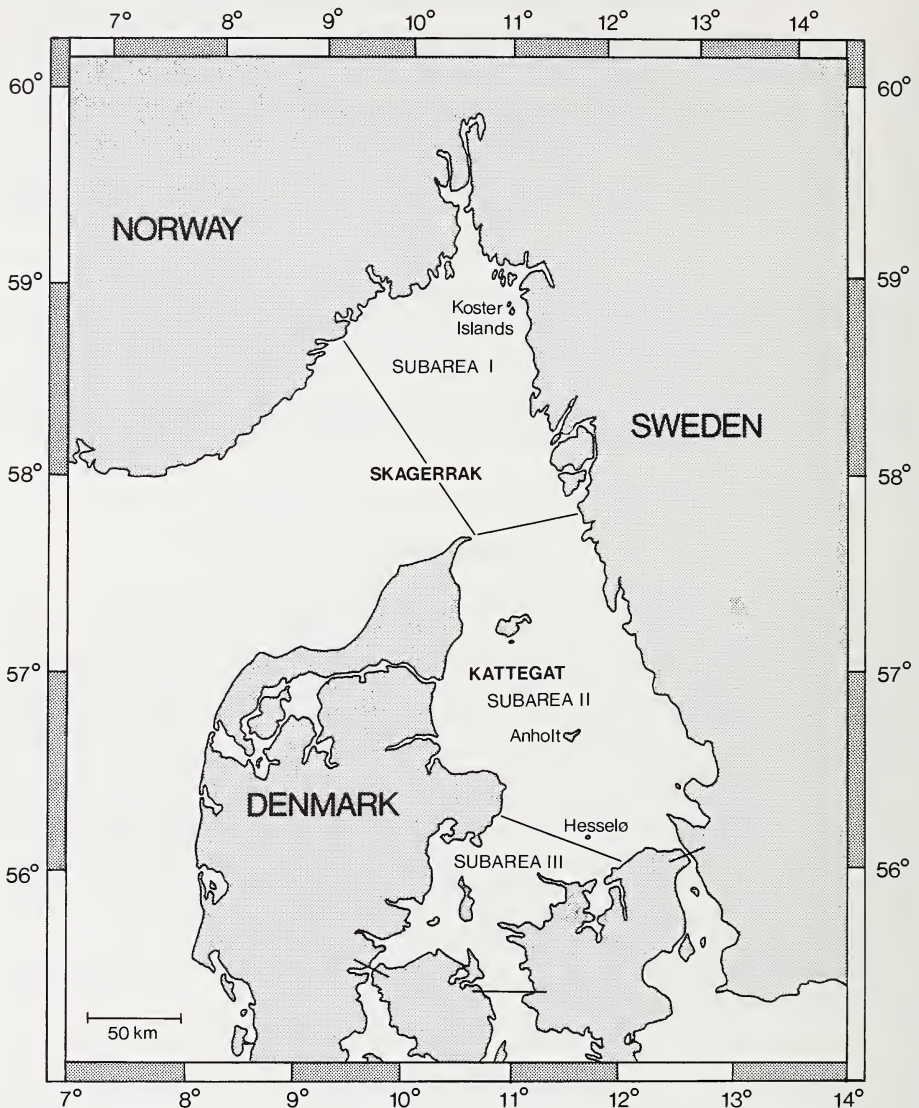 7° 8° 9° 10° 11° 12° 13° 14°
60° 60°
NORWAY
59° 59°
Koster
Islands
SUBAREA I
SWEDEN
58° SKAGERRAK 58°
57° KATTEGAT 57°
SUBAREA II
Anholt
DENMARK
Hesselø
56° SUBAREA III 56°
50 km
7° 8° 9° 10° 11° 12° 13° 14°